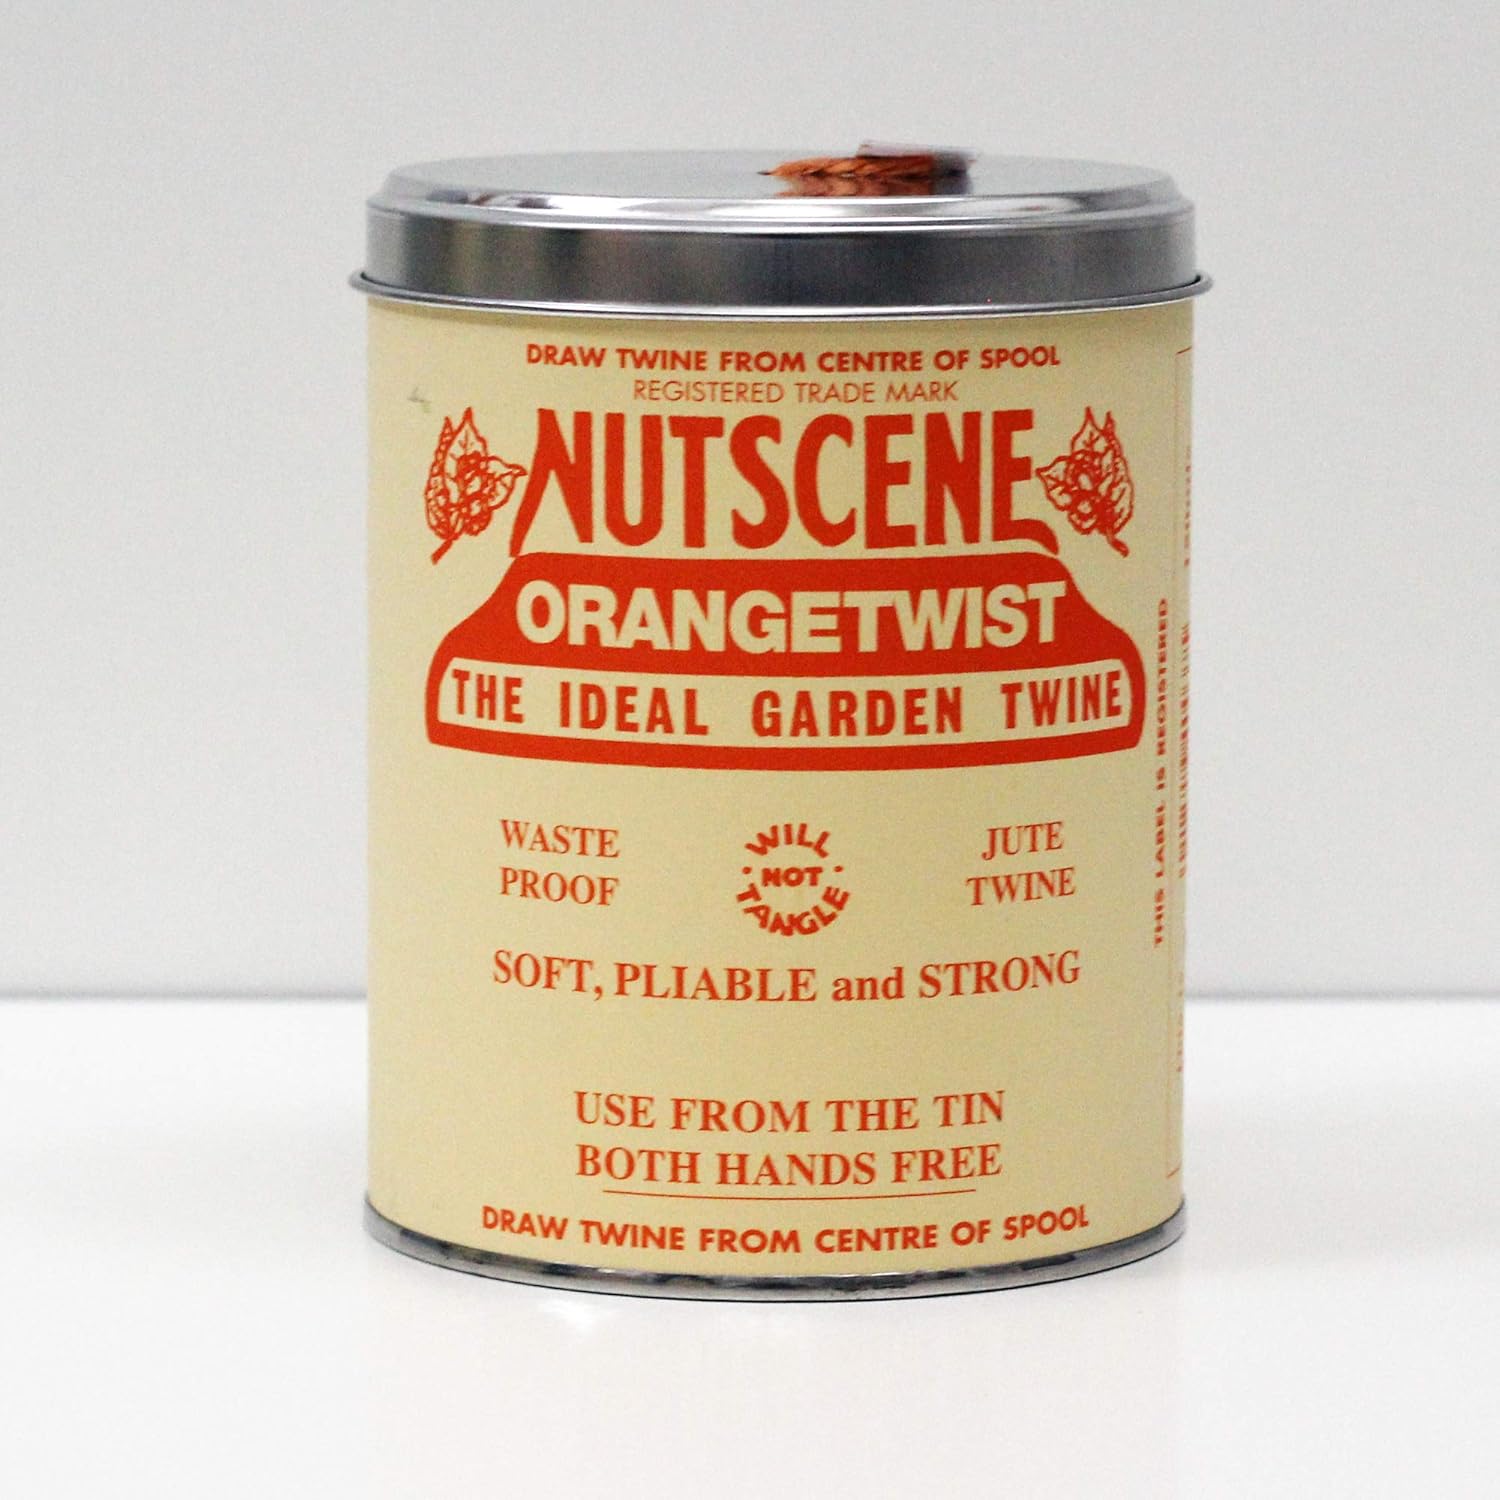 DRAW TWINE FROM CENTRE OF SPOOL
REGISTERED TRADE MARK
NUTSCENE
ORANGETWIST
THE IDEAL GARDEN TWINE
WASTE
PROOF
WILL
NOT
TANGLE
JUTE
TWINE
SOFT, PLIABLE and STRONG
USE FROM THE TIN
BOTH HANDS FREE
DRAW TWINE FROM CENTRE OF SPOOL
THIS LABEL IS REGISTERED